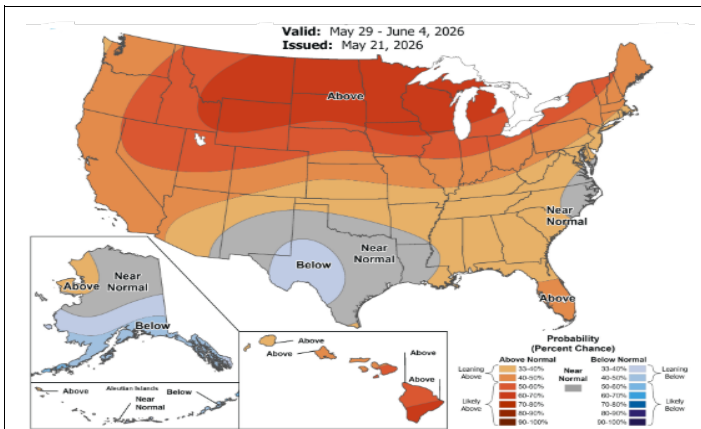 Valid: May 29 - June 4, 2026
Issued: May 21, 2026
Above
Near
Normal
Near
Normal
Below
Above
Above
Near
Normal
Below
Above
Aleutian Islands
Below
Near
Normal
Above
Above
Above
Above
Probability
(Percent Chance)
Above Normal
Below Normal
Leaning
Above
33-40%
40-50%
Near
Normal
33-40%
40-50%
Leaning
Below
Likely
Above
50-60%
60-70%
70-80%
80-90%
90-100%
50-60%
60-70%
70-80%
80-90%
90-100%
Likely
Below